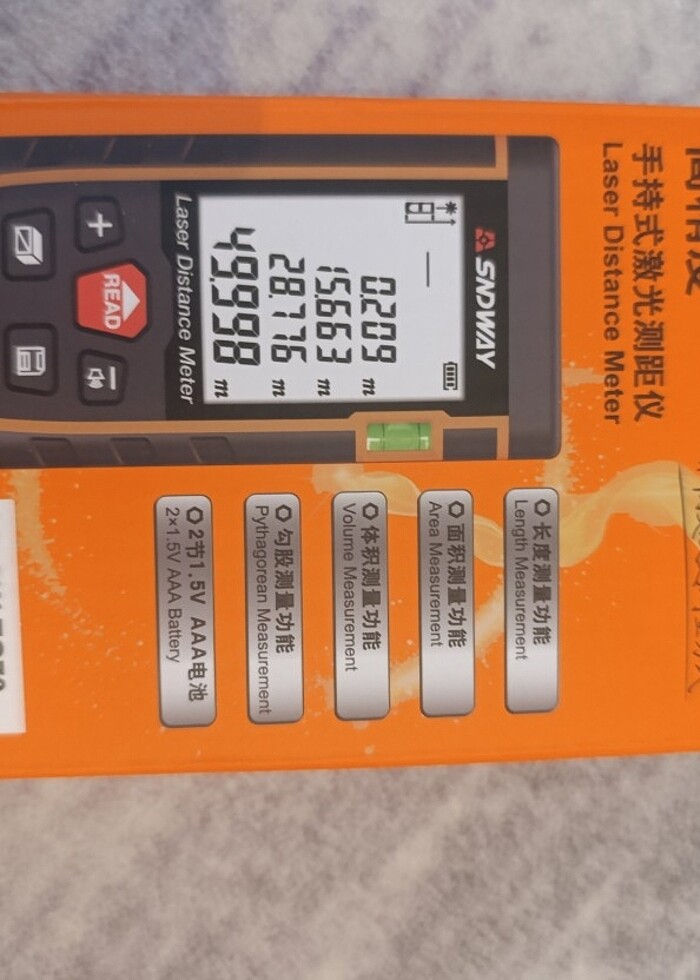 手持式激光测距仪
Laser Distance Meter
SNDWAY
0.209 m
15.663 m
28.776 m
49.998 m
Laser Distance Meter
+
READ
−
长度测量功能
Length Measurement
面积测量功能
Area Measurement
体积测量功能
Volume Measurement
勾股测量功能
Pythagorean Measurement
2节1.5V AAA电池
2×1.5V AAA Battery